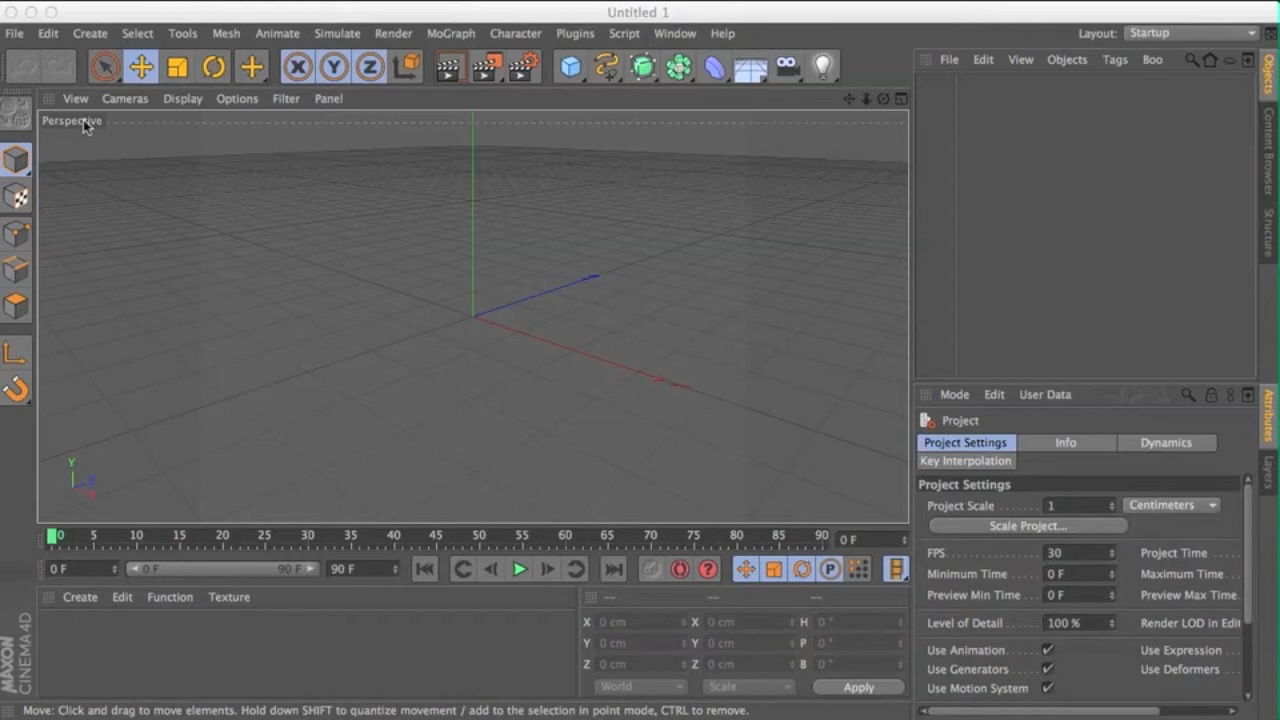 Untitled 1
File Edit Create Select Tools Mesh Animate Simulate Render MoGraph Character Plugins Script Window Help Layout: Startup
X Y Z
File Edit View Objects Tags Boo
View Cameras Display Options Filter Panel
Perspective
Objects
Content Browser
Structure
Y
Z
X
Mode Edit User Data
Attributes
Layers
Project
Project Settings Info Dynamics
Key Interpolation
Project Settings
Project Scale 1 Centimeters
Scale Project...
FPS 30 Project Time
Minimum Time 0 F Maximum Time
Preview Min Time 0 F Preview Max Time
Level of Detail 100 % Render LOD in Edit
Use Animation Use Expression
Use Generators Use Deformers
Use Motion System
0 5 10 15 20 25 30 35 40 45 50 55 60 65 70 75 80 85 90 0 F
0 F 0 F 90 F 90 F P
Create Edit Function Texture
-- -- --
X 0 cm X 0 cm H 0 °
Y 0 cm Y 0 cm P 0 °
Z 0 cm Z 0 cm B 0 °
World Scale Apply
MAXON
CINEMA 4D
Move: Click and drag to move elements. Hold down SHIFT to quantize movement / add to the selection in point mode, CTRL to remove.